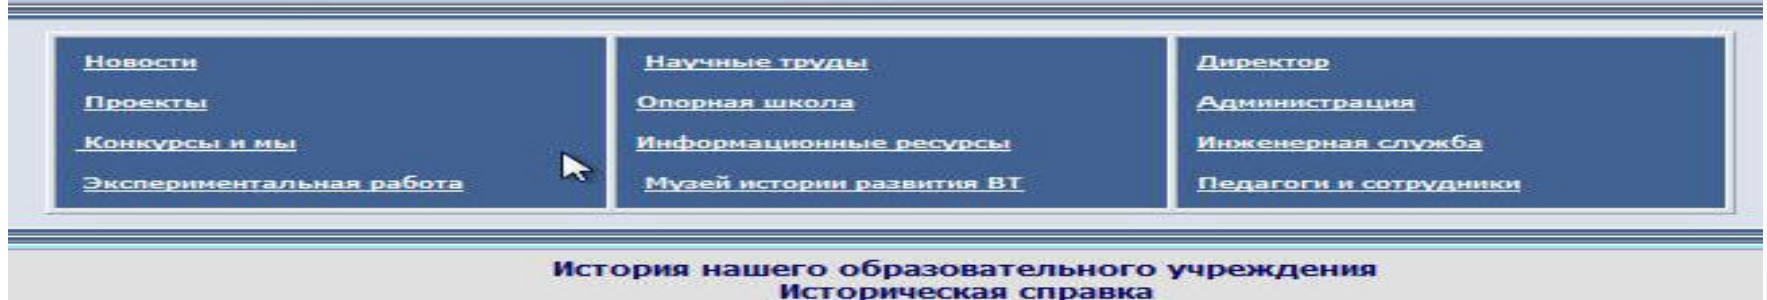 Новости
Проекты
Конкурсы и мы
Экспериментальная работа
Научные труды
Опорная школа
Информационные ресурсы
Музей истории развития ВТ
Директор
Администрация
Инженерная служба
Педагоги и сотрудники
История нашего образовательного учреждения
Историческая справка